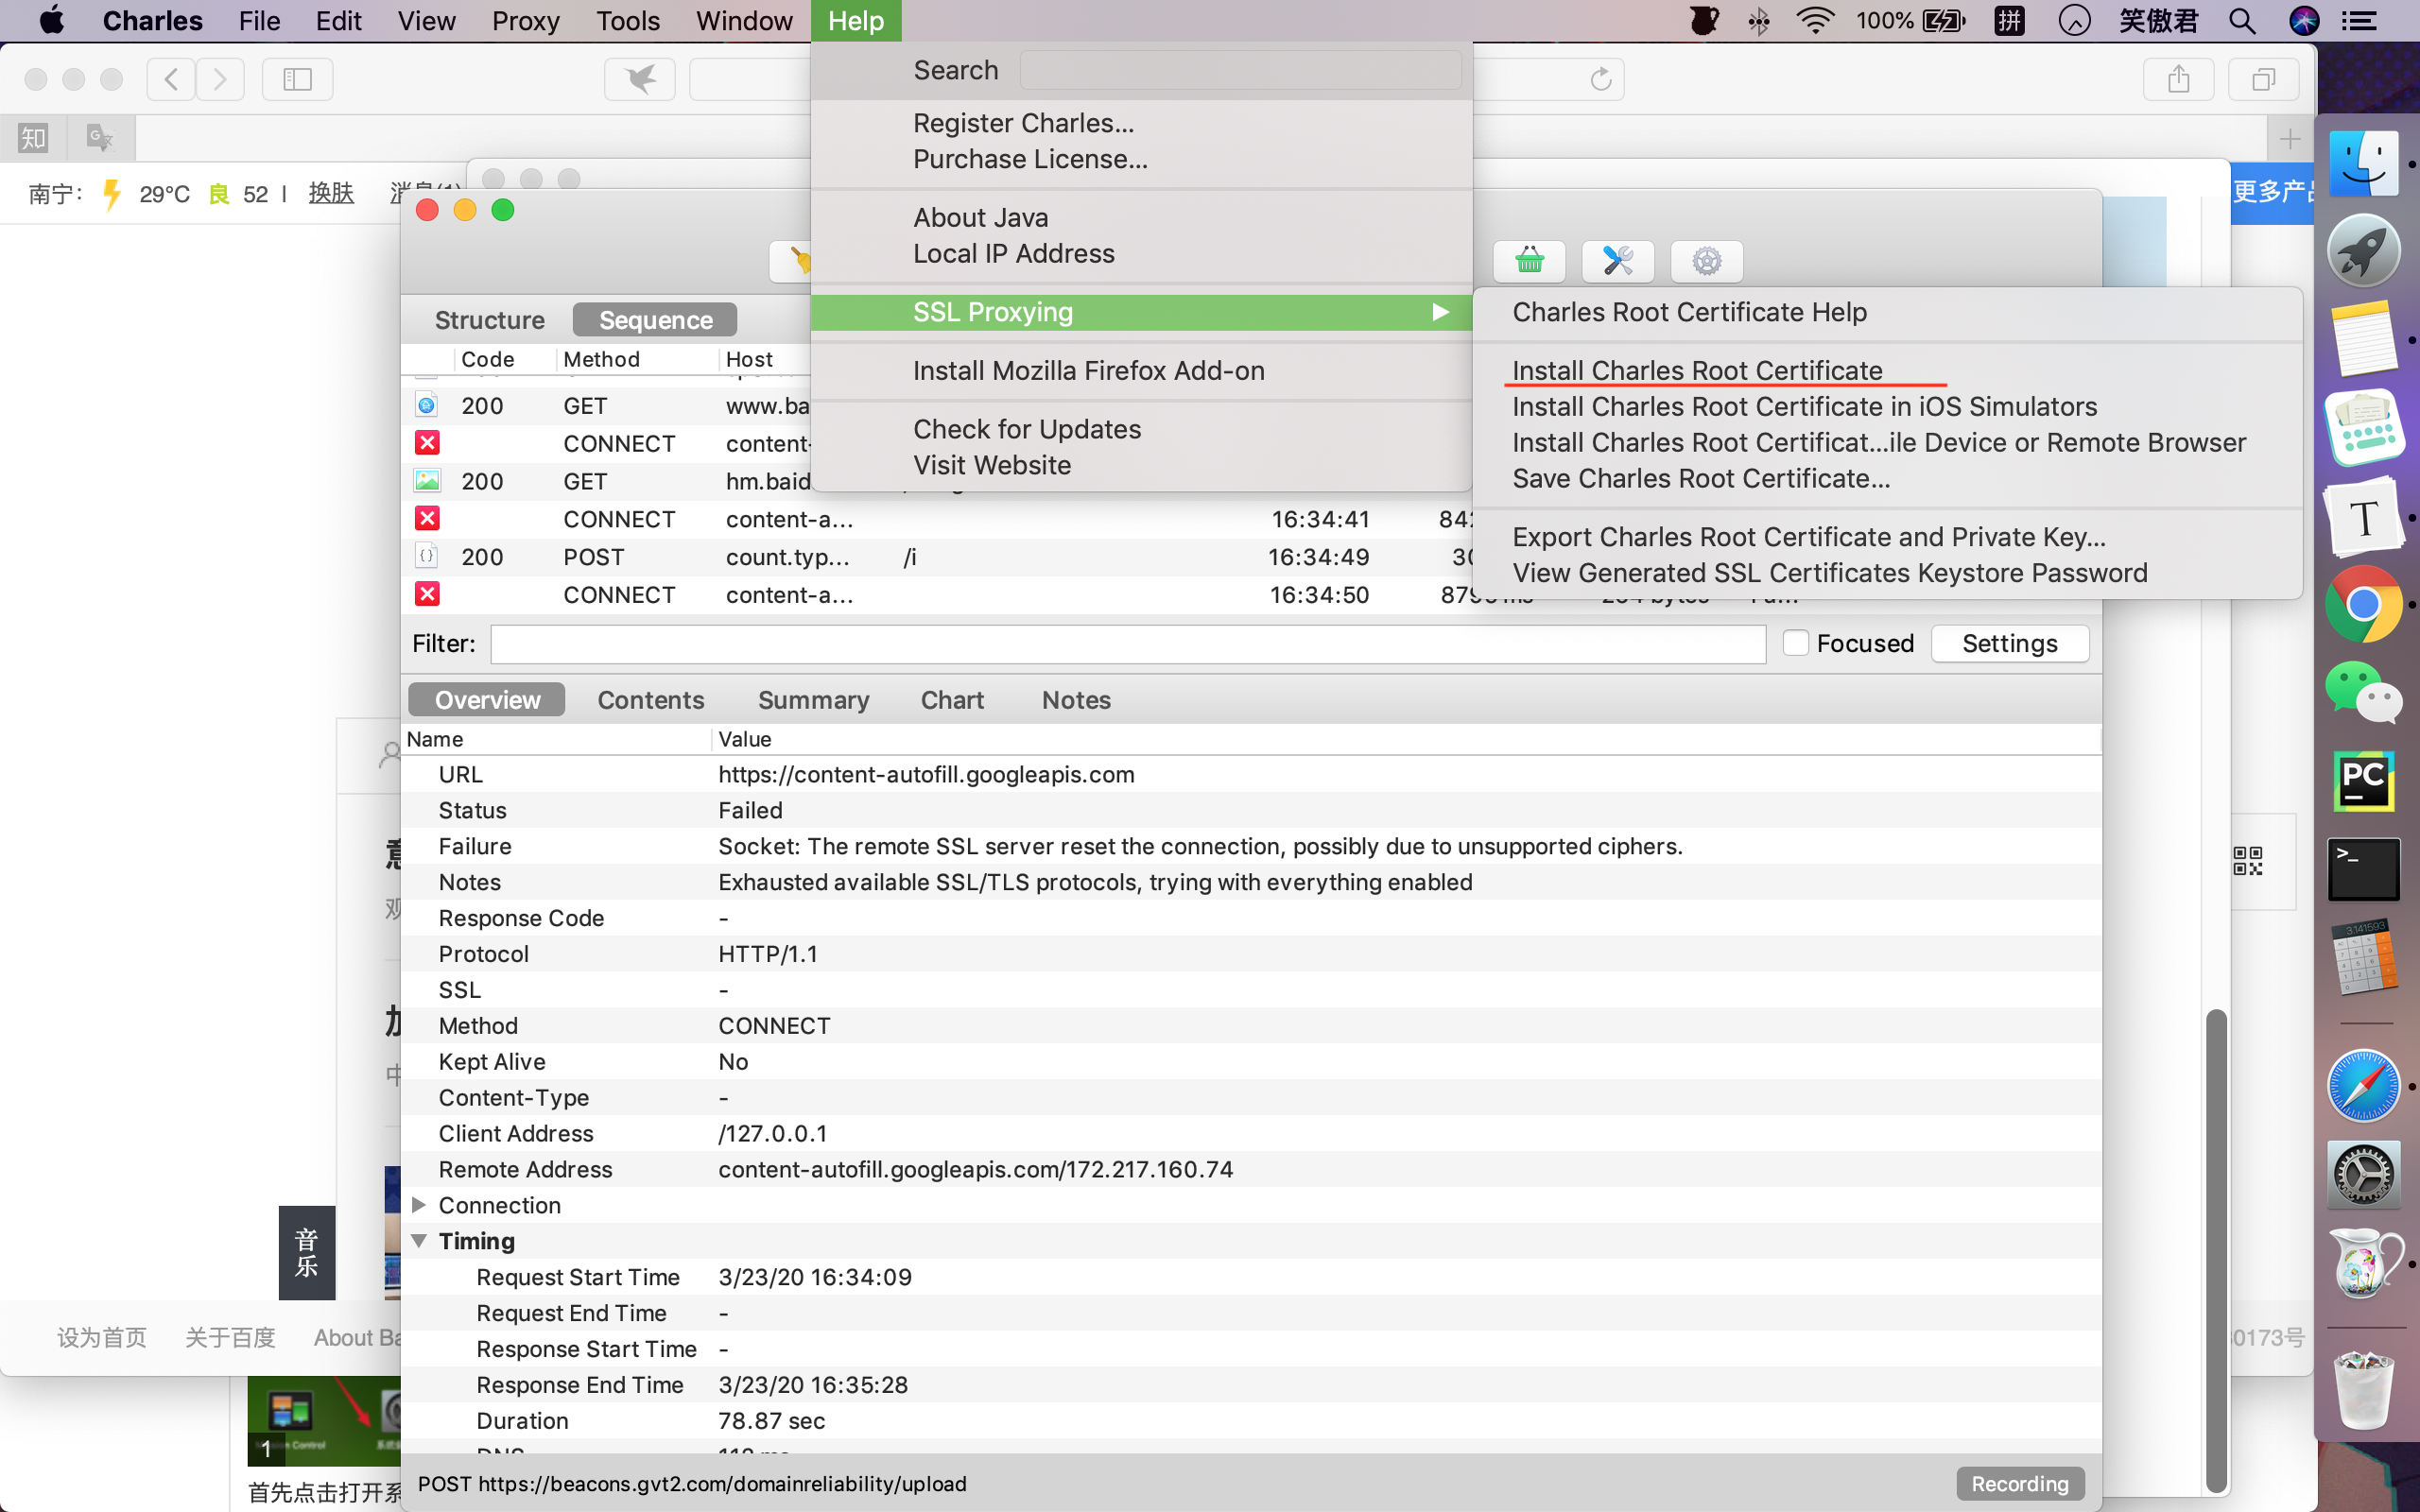 Charles File Edit View Proxy Tools Window Help 100% 拼 笑傲君
Search
Register Charles...
Purchase License...
About Java
Local IP Address
SSL Proxying
Install Mozilla Firefox Add-on
Check for Updates
Visit Website
Charles Root Certificate Help
Install Charles Root Certificate
Install Charles Root Certificate in iOS Simulators
Install Charles Root Certificat...ile Device or Remote Browser
Save Charles Root Certificate...
Export Charles Root Certificate and Private Key...
View Generated SSL Certificates Keystore Password
知
南宁: 29°C 良 52 | 换肤
更多产品
Structure Sequence
Code Method Host
200 GET www.ba
CONNECT content-
200 GET hm.baid
CONNECT content-a... 16:34:41 842
200 POST count.typ... /i 16:34:49 30
CONNECT content-a... 16:34:50
Filter: Focused Settings
Overview Contents Summary Chart Notes
Name Value
URL https://content-autofill.googleapis.com
Status Failed
Failure Socket: The remote SSL server reset the connection, possibly due to unsupported ciphers.
Notes Exhausted available SSL/TLS protocols, trying with everything enabled
Response Code -
Protocol HTTP/1.1
SSL -
Method CONNECT
Kept Alive No
Content-Type -
Client Address /127.0.0.1
Remote Address content-autofill.googleapis.com/172.217.160.74
Connection
Timing
Request Start Time 3/23/20 16:34:09
Request End Time -
Response Start Time -
Response End Time 3/23/20 16:35:28
Duration 78.87 sec
POST https://beacons.gvt2.com/domainreliability/upload Recording
音乐
设为首页 关于百度 About Ba
0173号
1
首先点击打开系
T
PC
>_
3.141593